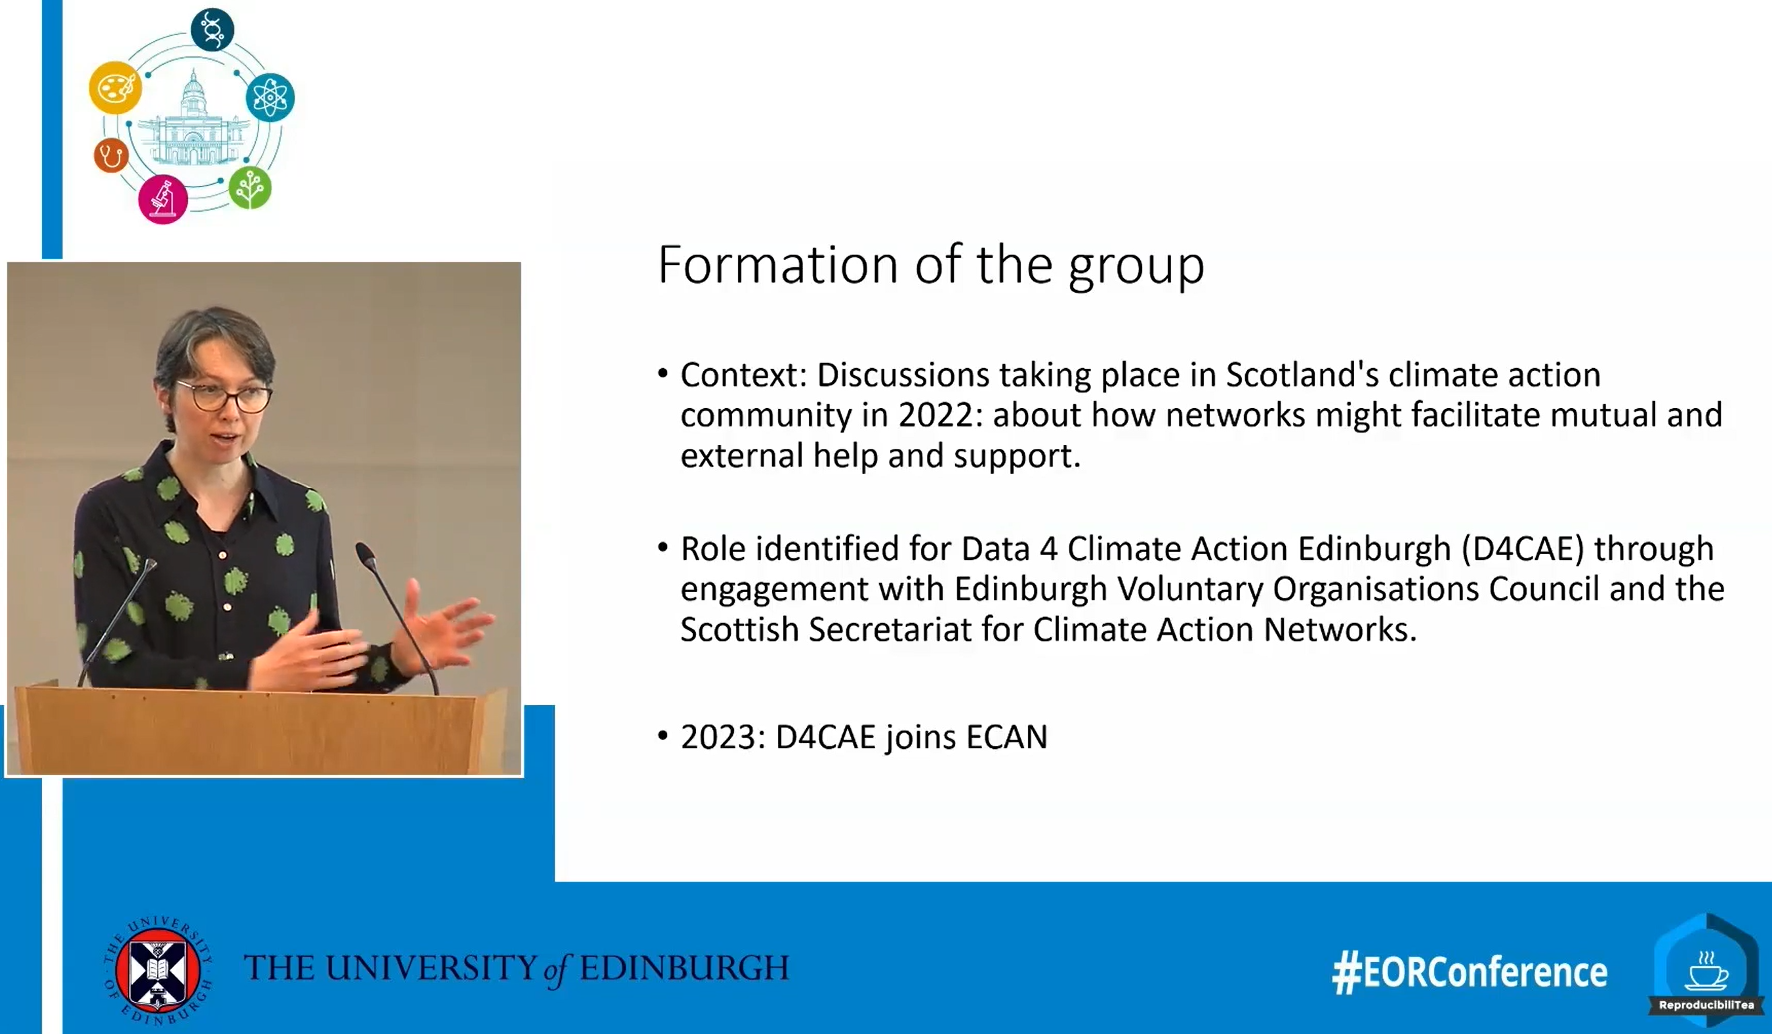 Formation of the group
• Context: Discussions taking place in Scotland's climate action
community in 2022: about how networks might facilitate mutual and
external help and support.
• Role identified for Data 4 Climate Action Edinburgh (D4CAE) through
engagement with Edinburgh Voluntary Organisations Council and the
Scottish Secretariat for Climate Action Networks.
• 2023: D4CAE joins ECAN
THE UNIVERSITY OF EDINBURGH
THE UNIVERSITY of EDINBURGH
#EORConference
ReproducibiliTea